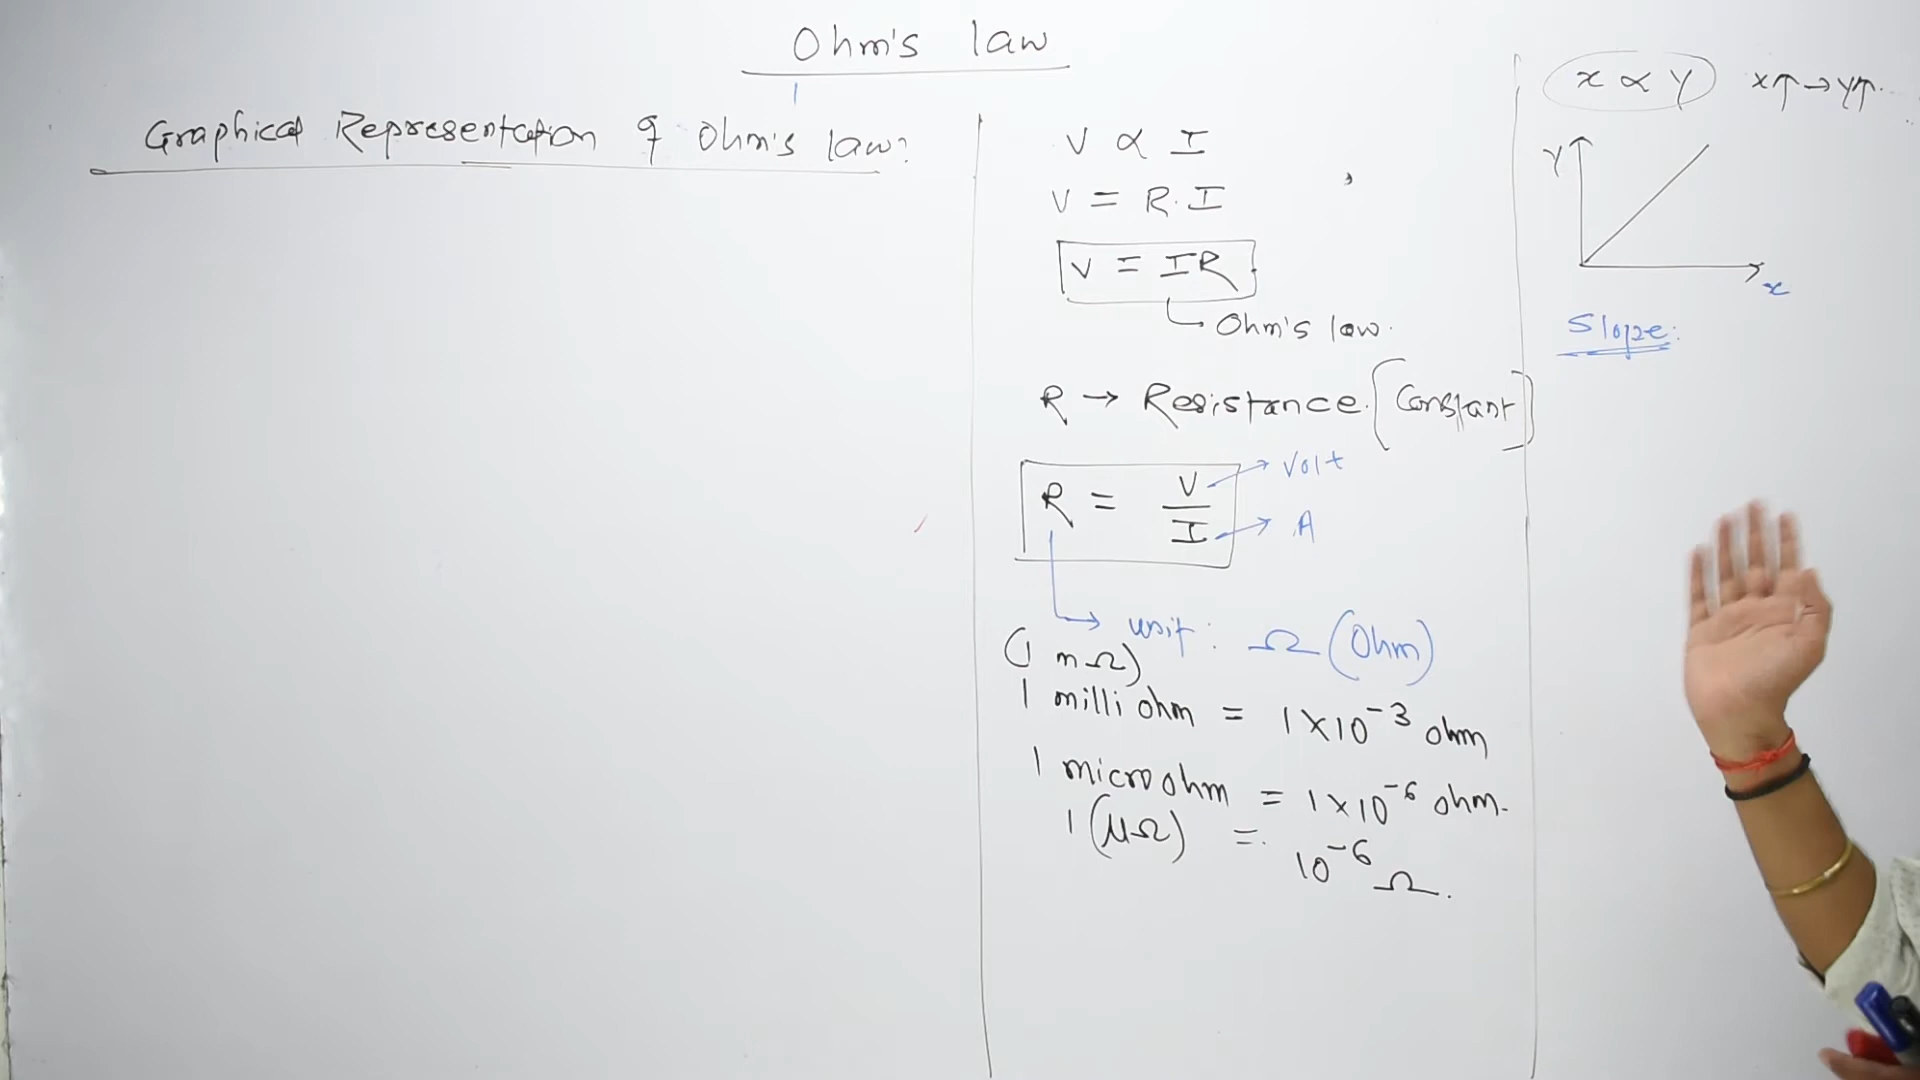 Ohm's law
Graphical Representation of Ohm's law?
V ∝ I
V = R.I
V = IR
Ohm's law.
R → Resistance. [Constant]
R = V/I
Volt
A
unit: Ω (Ohm)
(1 mΩ)
1 milli ohm = 1×10⁻³ ohm
1 micro ohm = 1×10⁻⁶ ohm.
1 (μΩ) = 10⁻⁶ Ω.
x ∝ y x↑→y↑.
Y
x
Slope: